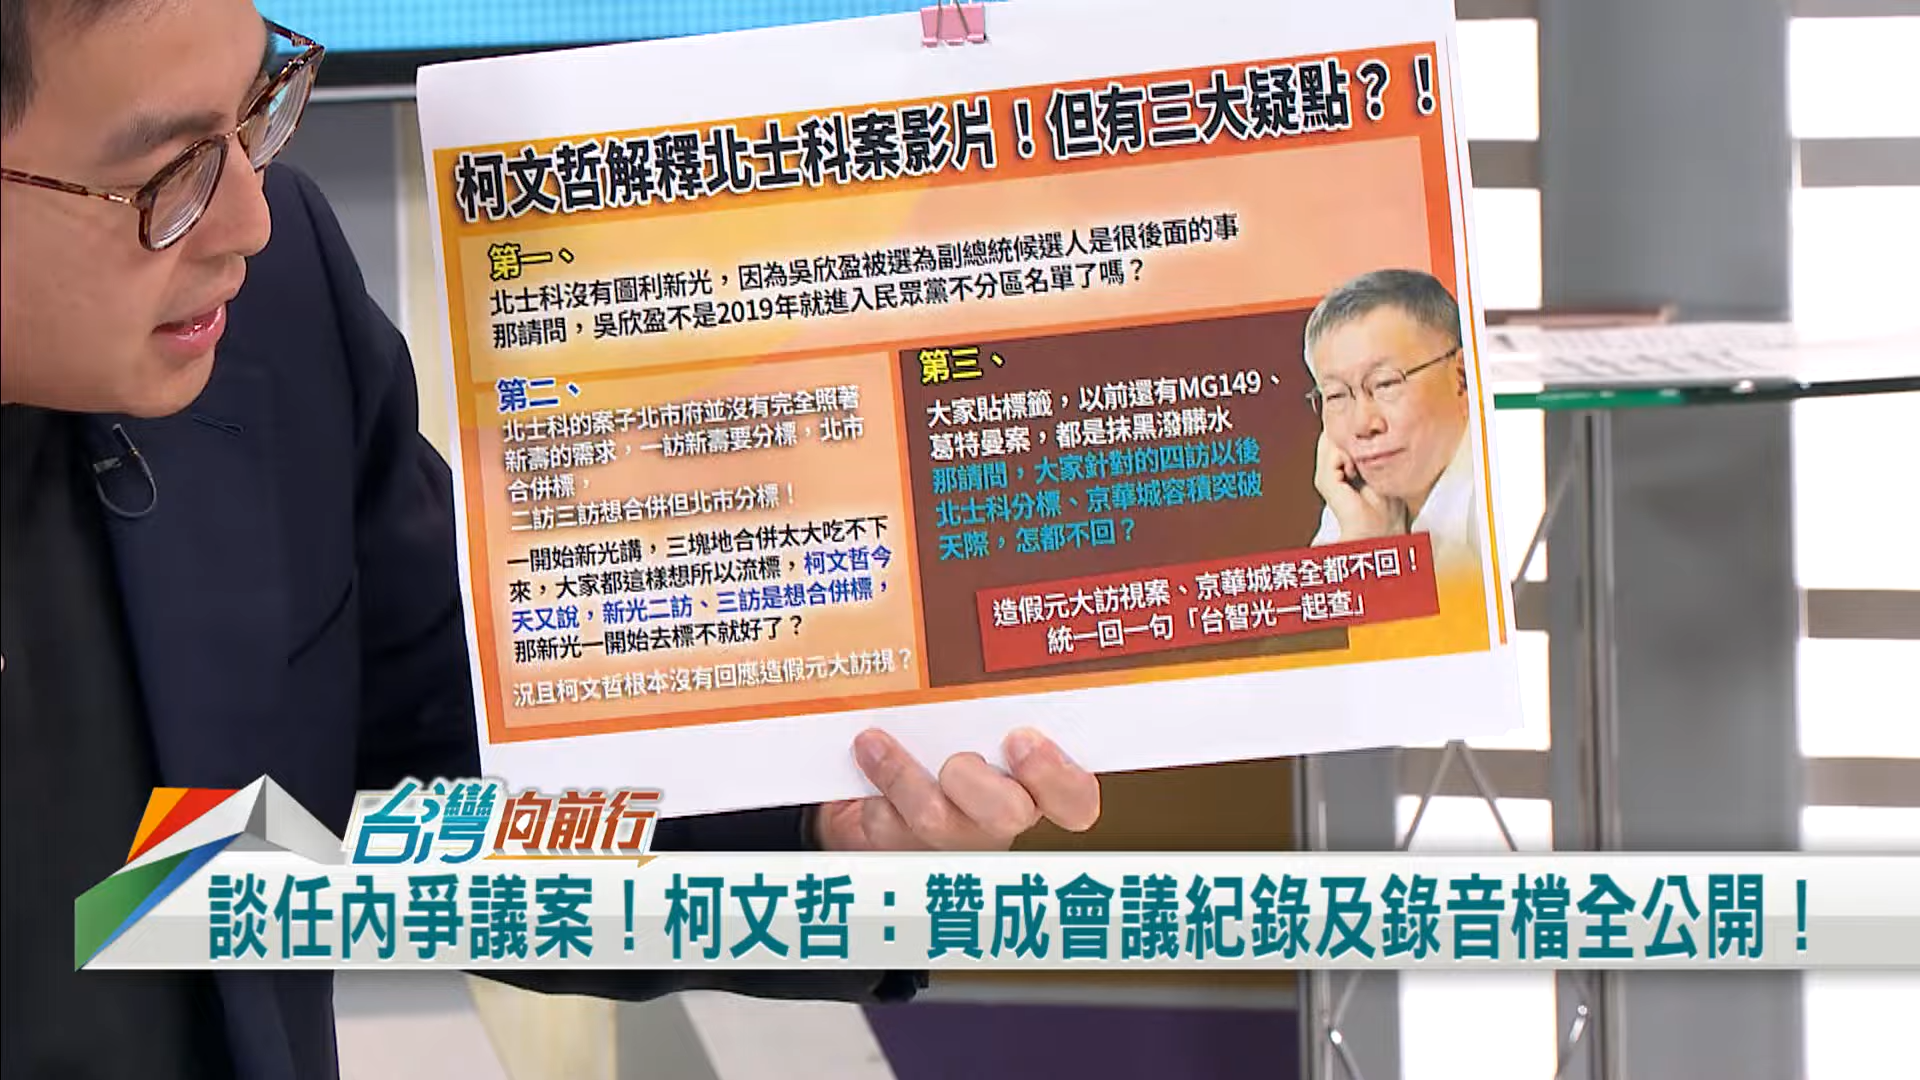 柯文哲解釋北士科案影片！但有三大疑點？！
第一、
北士科沒有圖利新光，因為吳欣盈被選為副總統候選人是很後面的事
那請問，吳欣盈不是2019年就進入民眾黨不分區名單了嗎？
第二、
北士科的案子北市府並沒有完全照著
新壽的需求，一訪新壽要分標，北市
合併標，
二訪三訪想合併但北市分標！
一開始新光講，三塊地合併太大吃不下
來，大家都這樣想所以流標，柯文哲今
天又說，新光二訪、三訪是想合併標，
那新光一開始去標不就好了？
況且柯文哲根本沒有回應造假元大訪視？
第三、
大家貼標籤，以前還有MG149、
葛特曼案，都是抹黑潑髒水
那請問，大家針對的四訪以後
北士科分標、京華城容積突破
天際，怎都不回？
造假元大訪視案、京華城案全都不回！
統一回一句「台智光一起查」
台灣向前行
談任內爭議案！柯文哲：贊成會議紀錄及錄音檔全公開！